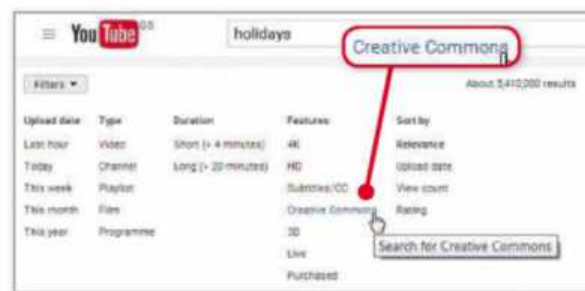 YouTube GB
holidays
Creative Commons
Filters
About 5,410,000 results
Upload date Type Duration Features Sort by
Last hour Video Short (< 4 minutes) 4K Relevance
Today Channel Long (> 20 minutes) HD Upload date
This week Playlist Subtitles/CC View count
This month Film Creative Commons Rating
This year Programme 3D
Search for Creative Commons
Live
Purchased